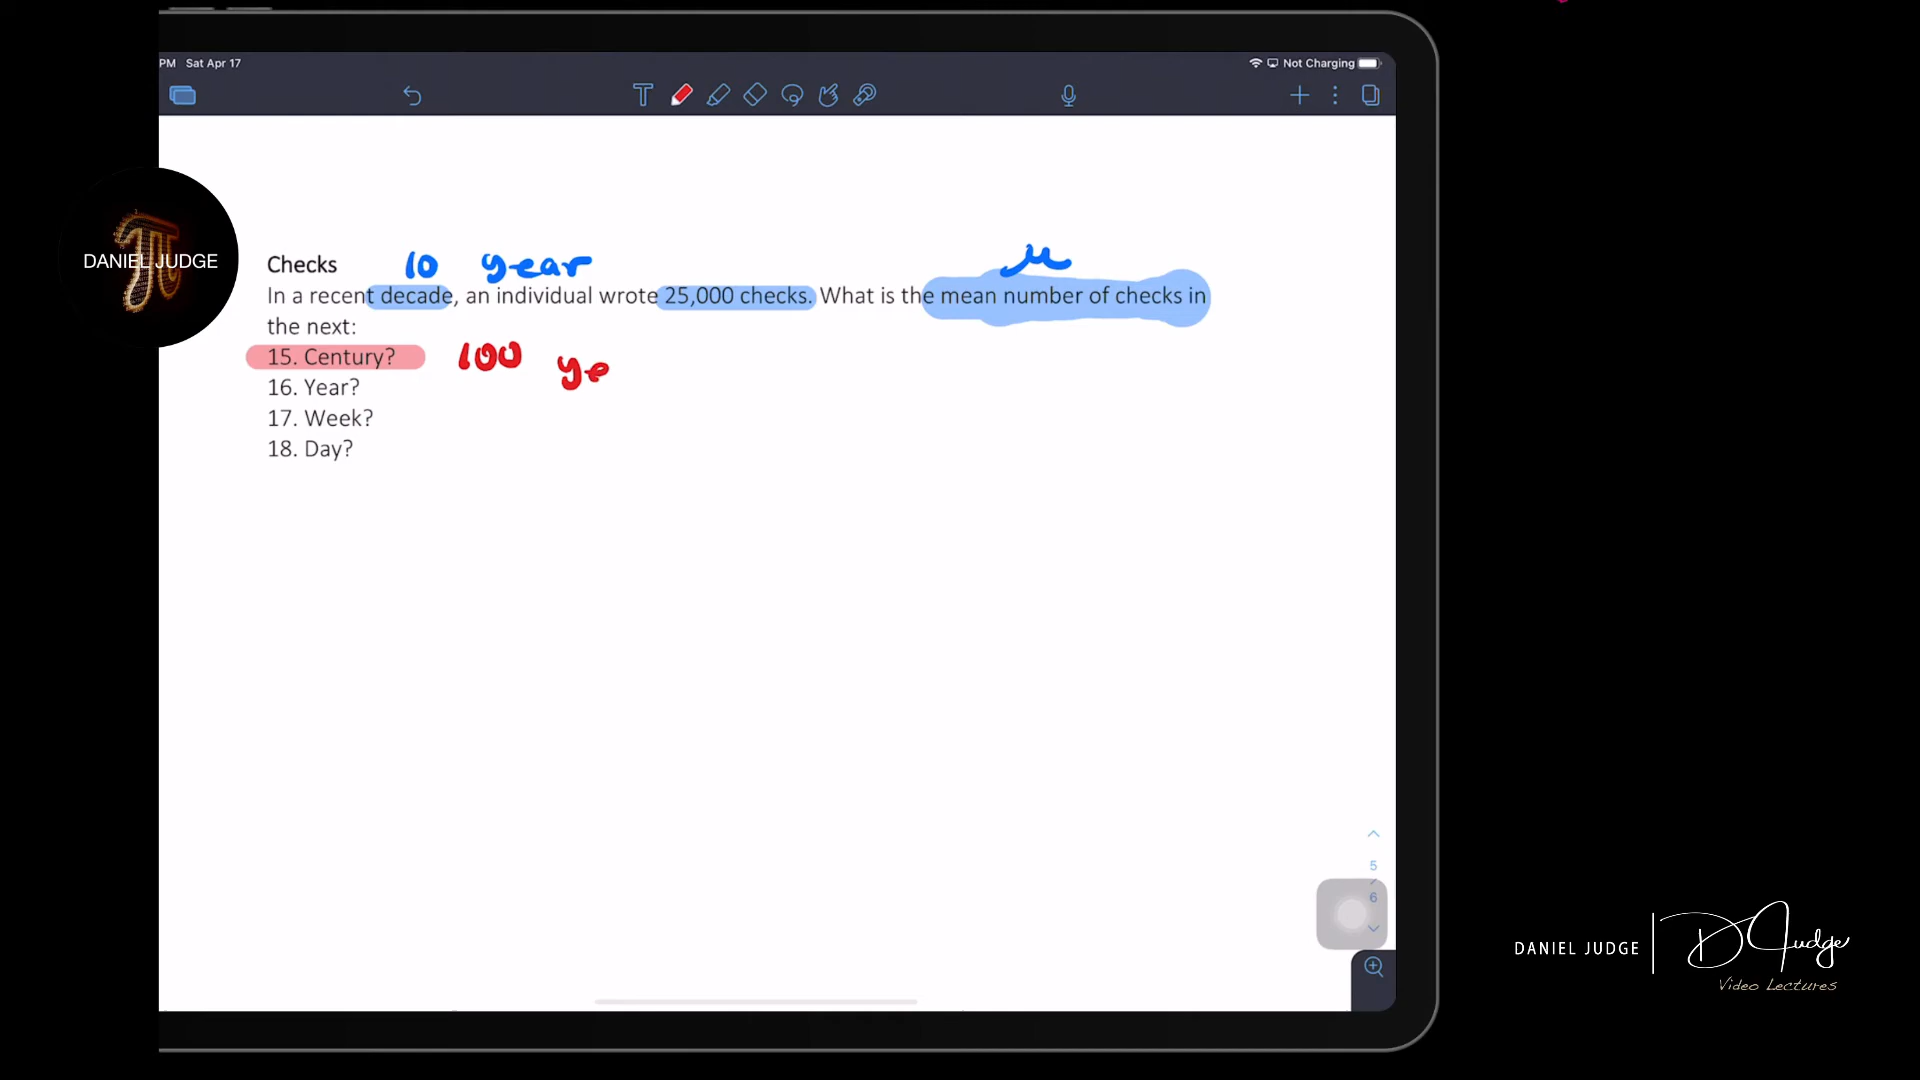 PM Sat Apr 17
Not Charging
DANIEL JUDGE
Checks 10 year μ
In a recent decade, an individual wrote 25,000 checks. What is the mean number of checks in
the next:
15. Century? 100 ye
16. Year?
17. Week?
18. Day?
5
6
DANIEL JUDGE DJudge
Video Lectures